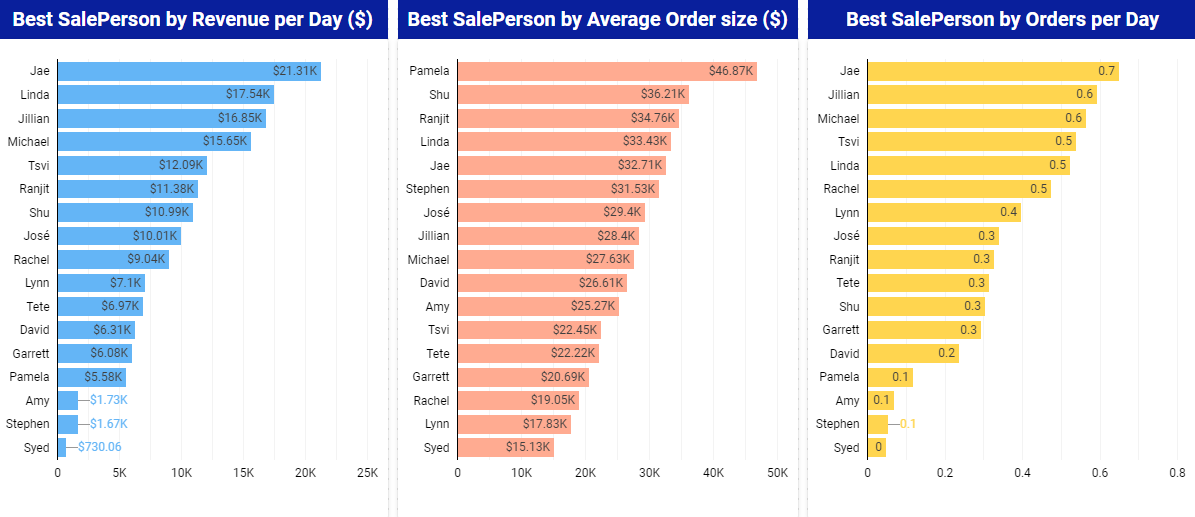 Best SalePerson by Revenue per Day ($)
Jae $21.31K
Linda $17.54K
Jillian $16.85K
Michael $15.65K
Tsvi $12.09K
Ranjit $11.38K
Shu $10.99K
José $10.01K
Rachel $9.04K
Lynn $7.1K
Tete $6.97K
David $6.31K
Garrett $6.08K
Pamela $5.58K
Amy $1.73K
Stephen $1.67K
Syed $730.06
0 5K 10K 15K 20K 25K
Best SalePerson by Average Order size ($)
Pamela $46.87K
Shu $36.21K
Ranjit $34.76K
Linda $33.43K
Jae $32.71K
Stephen $31.53K
José $29.4K
Jillian $28.4K
Michael $27.63K
David $26.61K
Amy $25.27K
Tsvi $22.45K
Tete $22.22K
Garrett $20.69K
Rachel $19.05K
Lynn $17.83K
Syed $15.13K
0 10K 20K 30K 40K 50K
Best SalePerson by Orders per Day
Jae 0.7
Jillian 0.6
Michael 0.6
Tsvi 0.5
Linda 0.5
Rachel 0.5
Lynn 0.4
José 0.3
Ranjit 0.3
Tete 0.3
Shu 0.3
Garrett 0.3
David 0.2
Pamela 0.1
Amy 0.1
Stephen 0.1
Syed 0
0 0.2 0.4 0.6 0.8